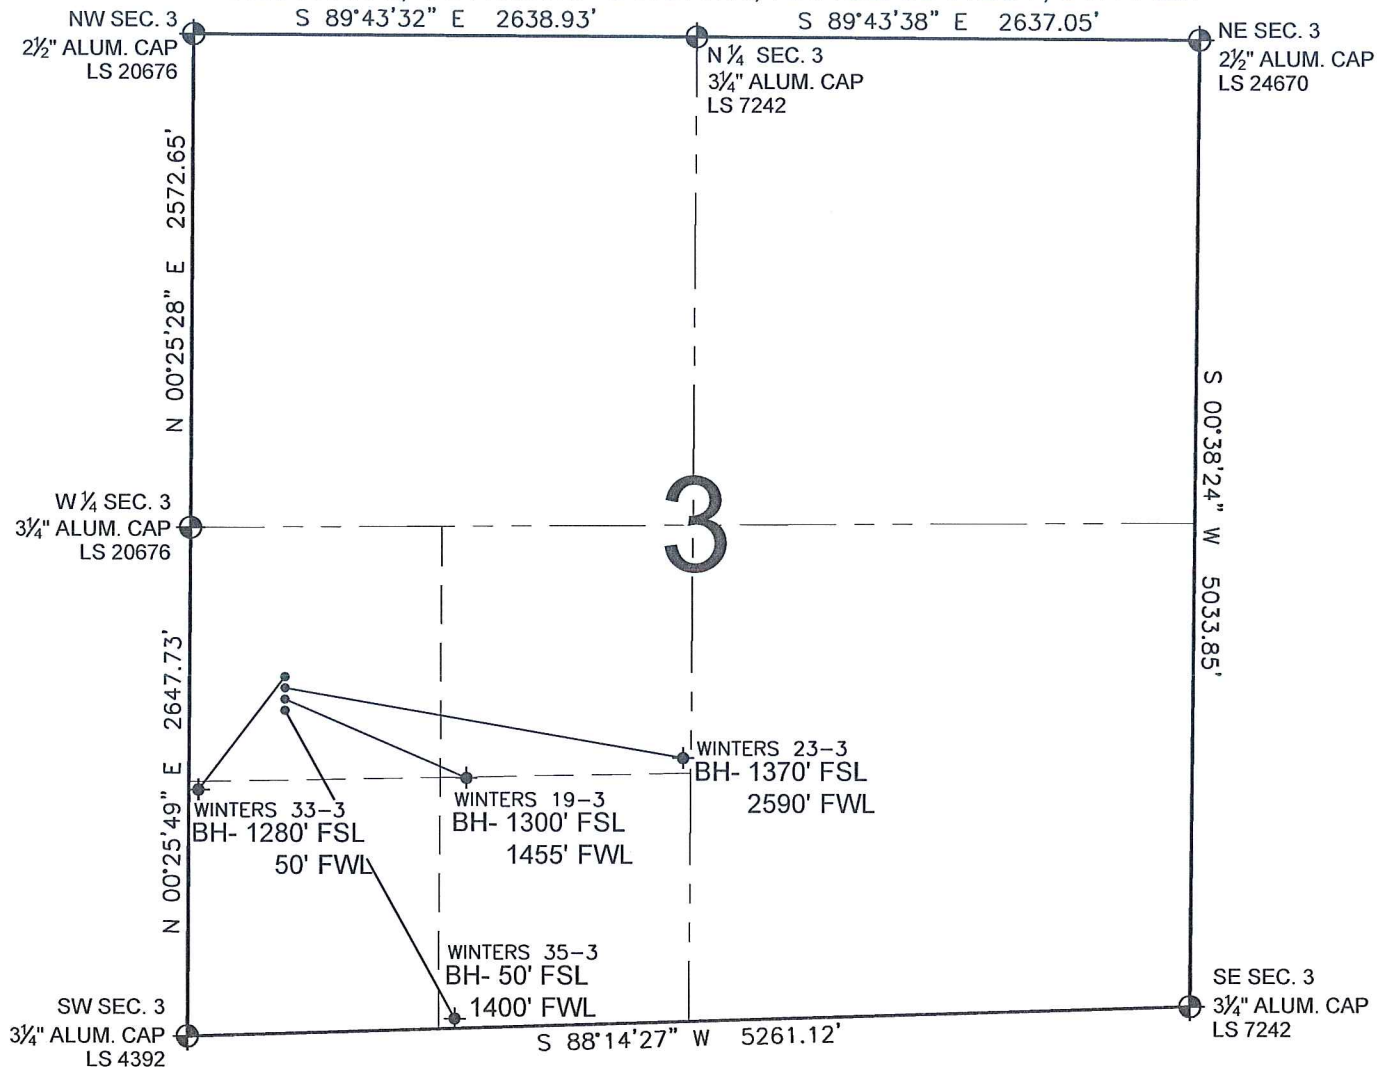 S 89°43'32" E 2638.93'
S 89°43'38" E 2637.05'
NW SEC. 3
2½" ALUM. CAP
LS 20676
N ¼ SEC. 3
3¼" ALUM. CAP
LS 7242
NE SEC. 3
2½" ALUM. CAP
LS 24670
N 00°25'28" E 2572.65'
S 00°38'24" W 5033.85'
W ¼ SEC. 3
3¼" ALUM. CAP
LS 20676
3
N 00°25'49" E 2647.73'
WINTERS 23-3
BH- 1370' FSL
2590' FWL
WINTERS 33-3
BH- 1280' FSL
50' FWL
WINTERS 19-3
BH- 1300' FSL
1455' FWL
WINTERS 35-3
BH- 50' FSL
1400' FWL
SW SEC. 3
3¼" ALUM. CAP
LS 4392
S 88°14'27" W 5261.12'
SE SEC. 3
3¼" ALUM. CAP
LS 7242